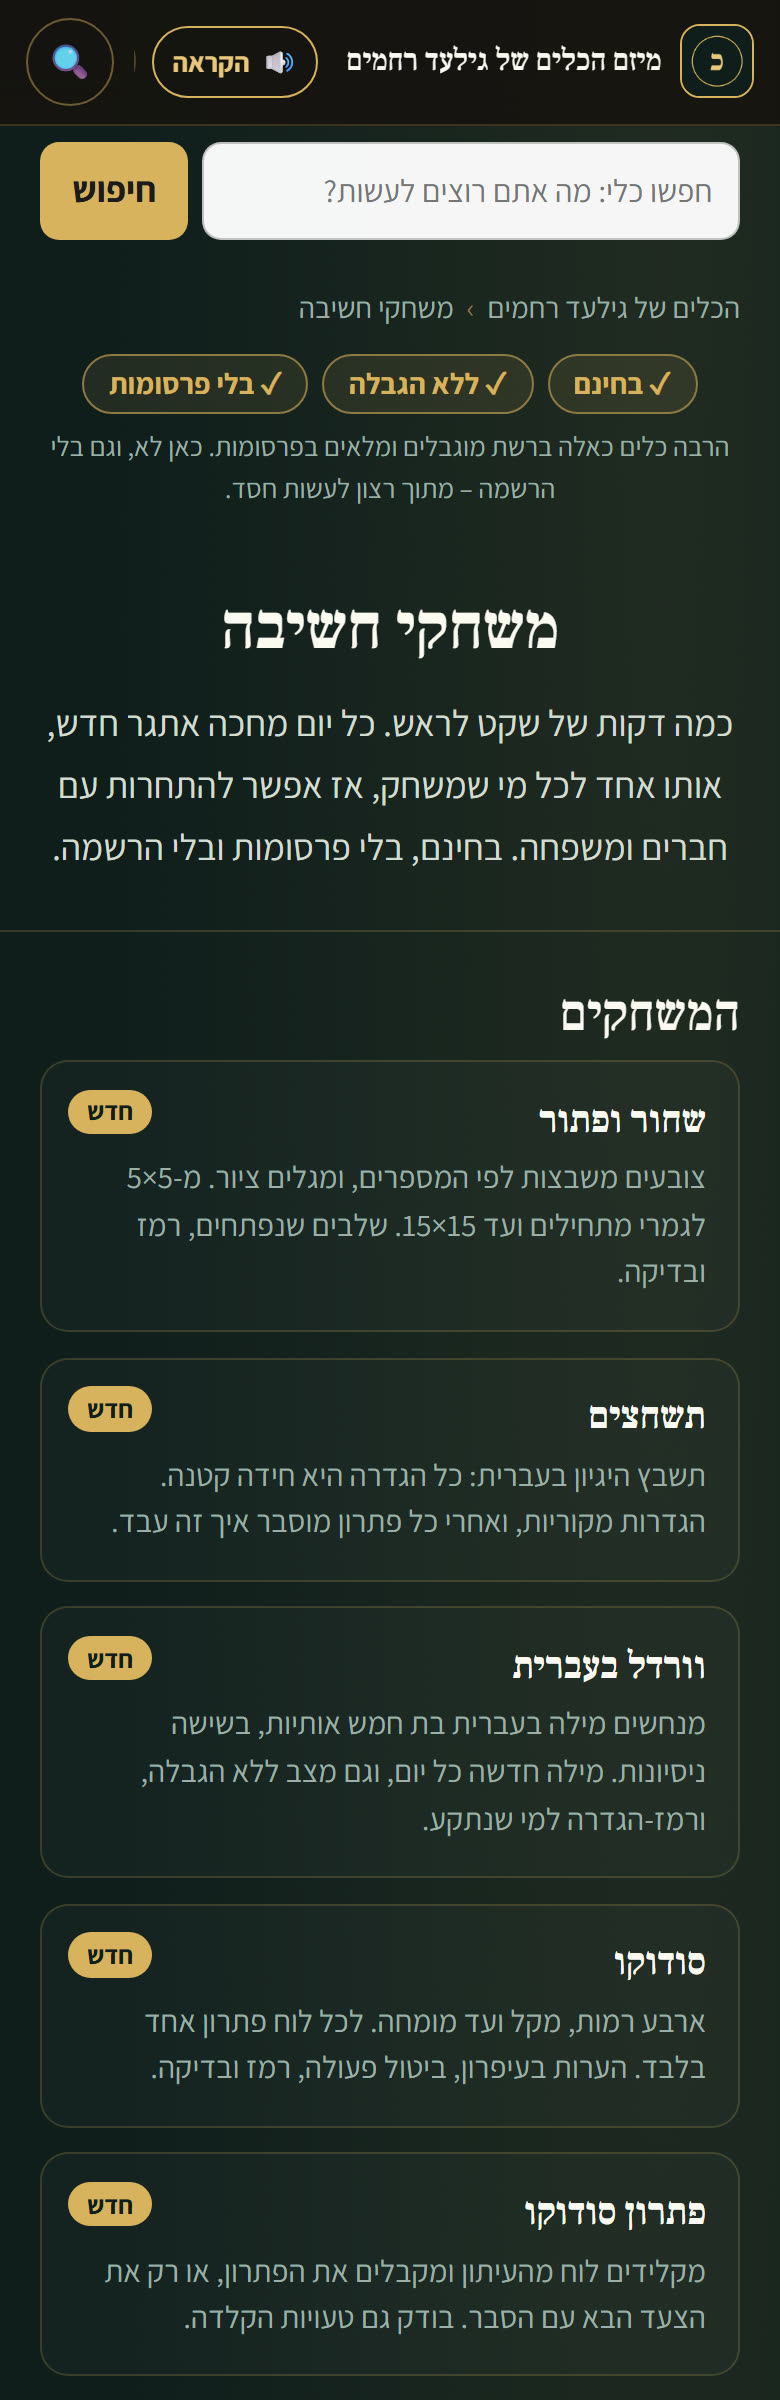 כ
מיזם הכלים של גילעד רחמים
הקראה
חפשו כלי: מה אתם רוצים לעשות?
חיפוש
הכלים של גילעד רחמים › משחקי חשיבה
✓ בחינם
✓ ללא הגבלה
✓ בלי פרסומות
הרבה כלים כאלה ברשת מוגבלים ומלאים בפרסומות. כאן לא, וגם בלי
הרשמה – מתוך רצון לעשות חסד.
משחקי חשיבה
כמה דקות של שקט לראש. כל יום מחכה אתגר חדש,
אותו אחד לכל מי שמשחק, אז אפשר להתחרות עם
חברים ומשפחה. בחינם, בלי פרסומות ובלי הרשמה.
המשחקים
שחור ופתור
חדש
צובעים משבצות לפי המספרים, ומגלים ציור. מ-5×5
לגמרי מתחילים ועד 15×15. שלבים שנפתחים, רמז
ובדיקה.
תשחצים
חדש
תשבץ היגיון בעברית: כל הגדרה היא חידה קטנה.
הגדרות מקוריות, ואחרי כל פתרון מוסבר איך זה עבד.
וורדל בעברית
חדש
מנחשים מילה בעברית בת חמש אותיות, בשישה
ניסיונות. מילה חדשה כל יום, וגם מצב ללא הגבלה,
ורמז-הגדרה למי שנתקע.
סודוקו
חדש
ארבע רמות, מקל ועד מומחה. לכל לוח פתרון אחד
בלבד. הערות בעיפרון, ביטול פעולה, רמז ובדיקה.
פתרון סודוקו
חדש
מקלידים לוח מהעיתון ומקבלים את הפתרון, או רק את
הצעד הבא עם הסבר. בודק גם טעויות הקלדה.